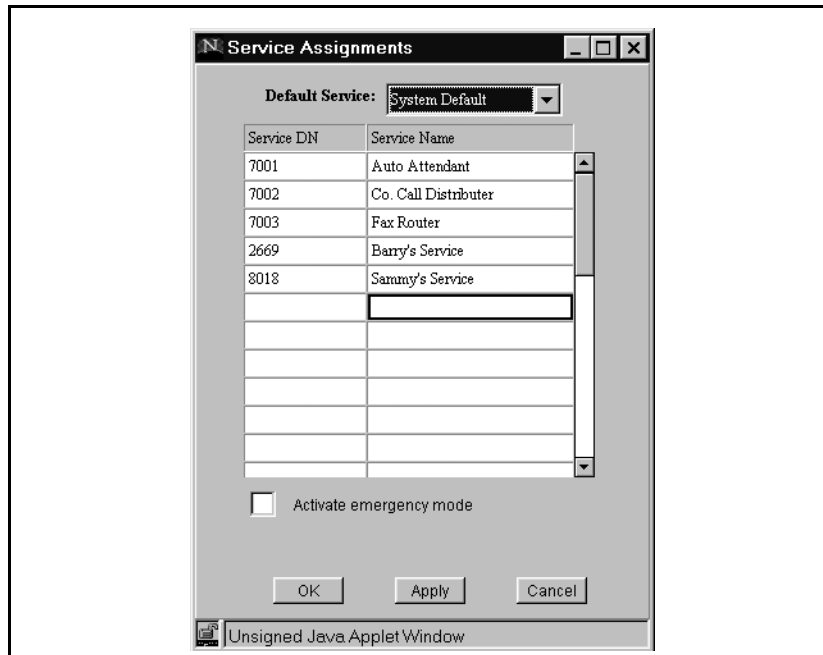 N Service Assignments
Default Service: System Default
Service DN Service Name
7001 Auto Attendant
7002 Co. Call Distributer
7003 Fax Router
2669 Barry's Service
8018 Sammy's Service
Activate emergency mode
OK Apply Cancel
Unsigned Java Applet Window